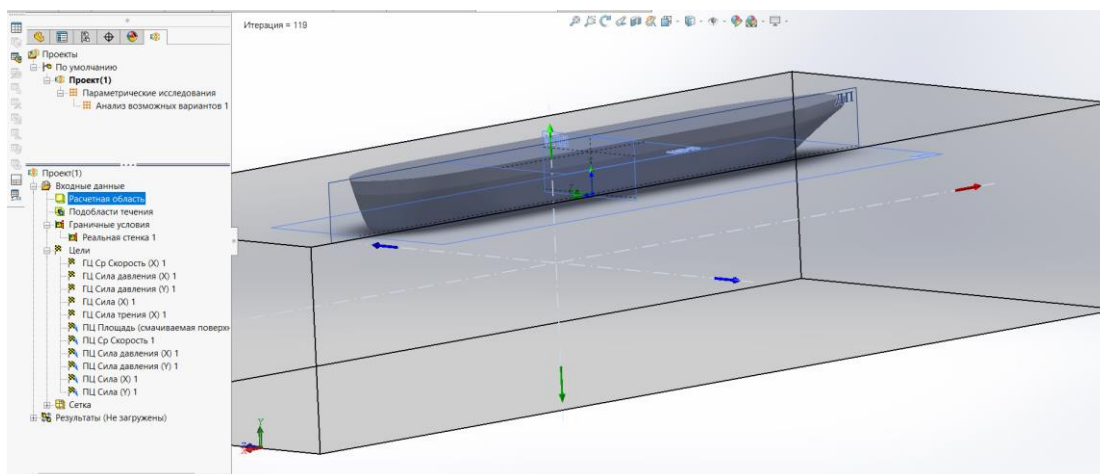 Итерация = 119
Проекты
По умолчанию
Проект(1)
Параметрические исследования
Анализ возможных вариантов 1
Проект(1)
Входные данные
Расчетная область
Подобласти течения
Граничные условия
Реальная стенка 1
Цели
ГЦ Ср Скорость (X) 1
ГЦ Сила давления (X) 1
ГЦ Сила давления (Y) 1
ГЦ Сила (X) 1
ГЦ Сила трения (X) 1
ПЦ Площадь (смачиваемая поверхн
ПЦ Ср Скорость 1
ПЦ Сила давления (X) 1
ПЦ Сила давления (Y) 1
ПЦ Сила (X) 1
ПЦ Сила (Y) 1
Сетка
Результаты (Не загружены)
Y